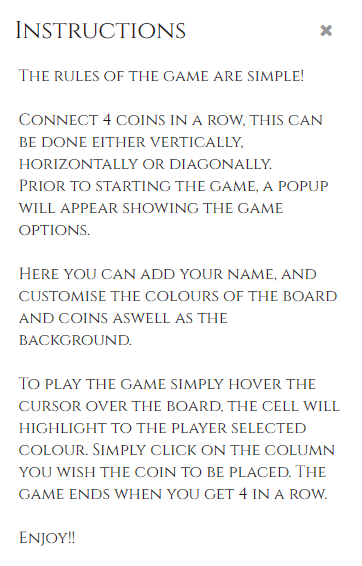 Instructions
The rules of the game are simple!
Connect 4 coins in a row, this can
be done either vertically,
horizontally or diagonally.
Prior to starting the game, a popup
will appear showing the game
options.
Here you can add your name, and
customise the colours of the board
and coins aswell as the
background.
To play the game simply hover the
cursor over the board, the cell will
highlight to the player selected
colour. Simply click on the column
you wish the coin to be placed. The
game ends when you get 4 in a row.
Enjoy!!